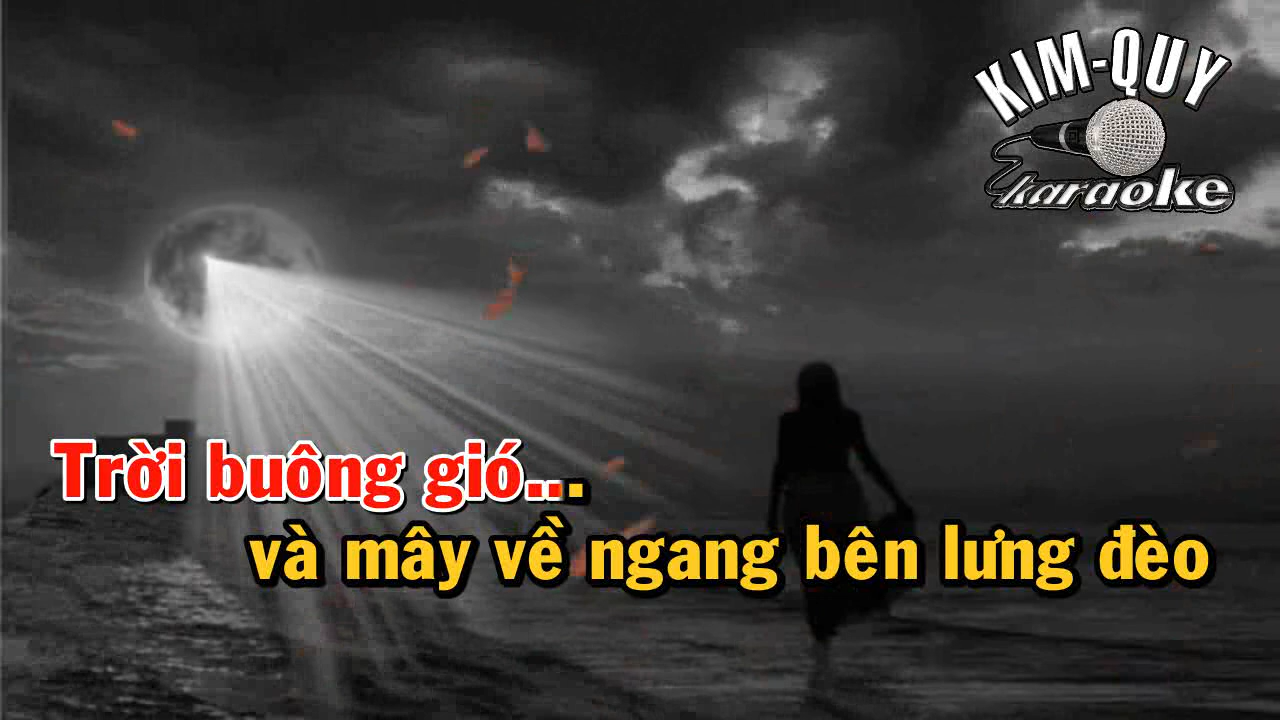 KIM-QUY
karaoke
Trời buông gió...
và mây về ngang bên lưng đèo